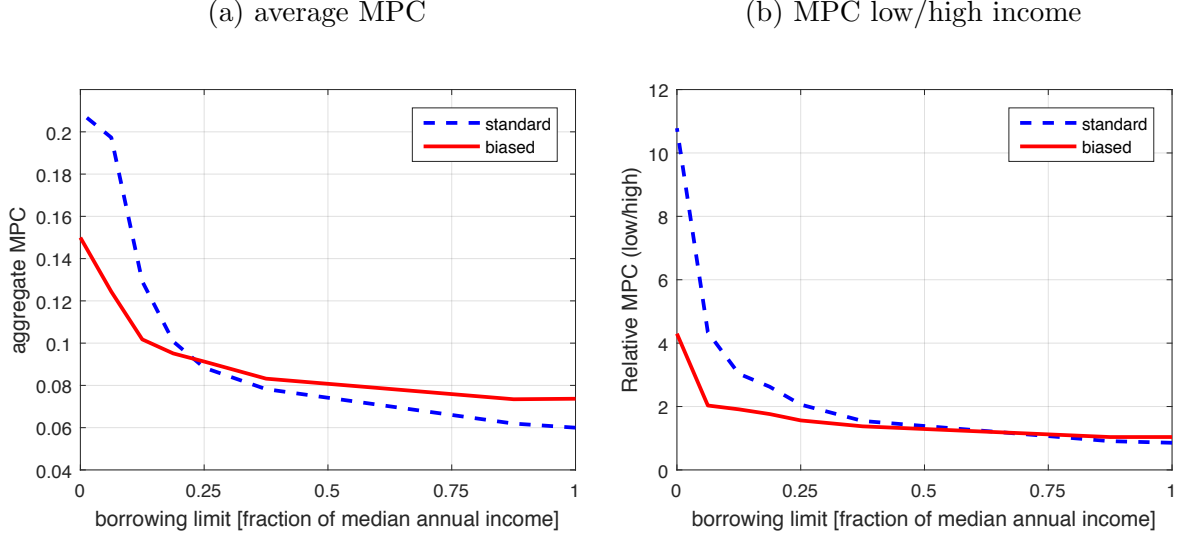 (a) average MPC
(b) MPC low/high income
aggregate MPC
0.2
0.18
0.16
0.14
0.12
0.1
0.08
0.06
0.04
standard
biased
0 0.25 0.5 0.75 1
borrowing limit [fraction of median annual income]
Relative MPC (low/high)
12
10
8
6
4
2
0
standard
biased
0 0.25 0.5 0.75 1
borrowing limit [fraction of median annual income]